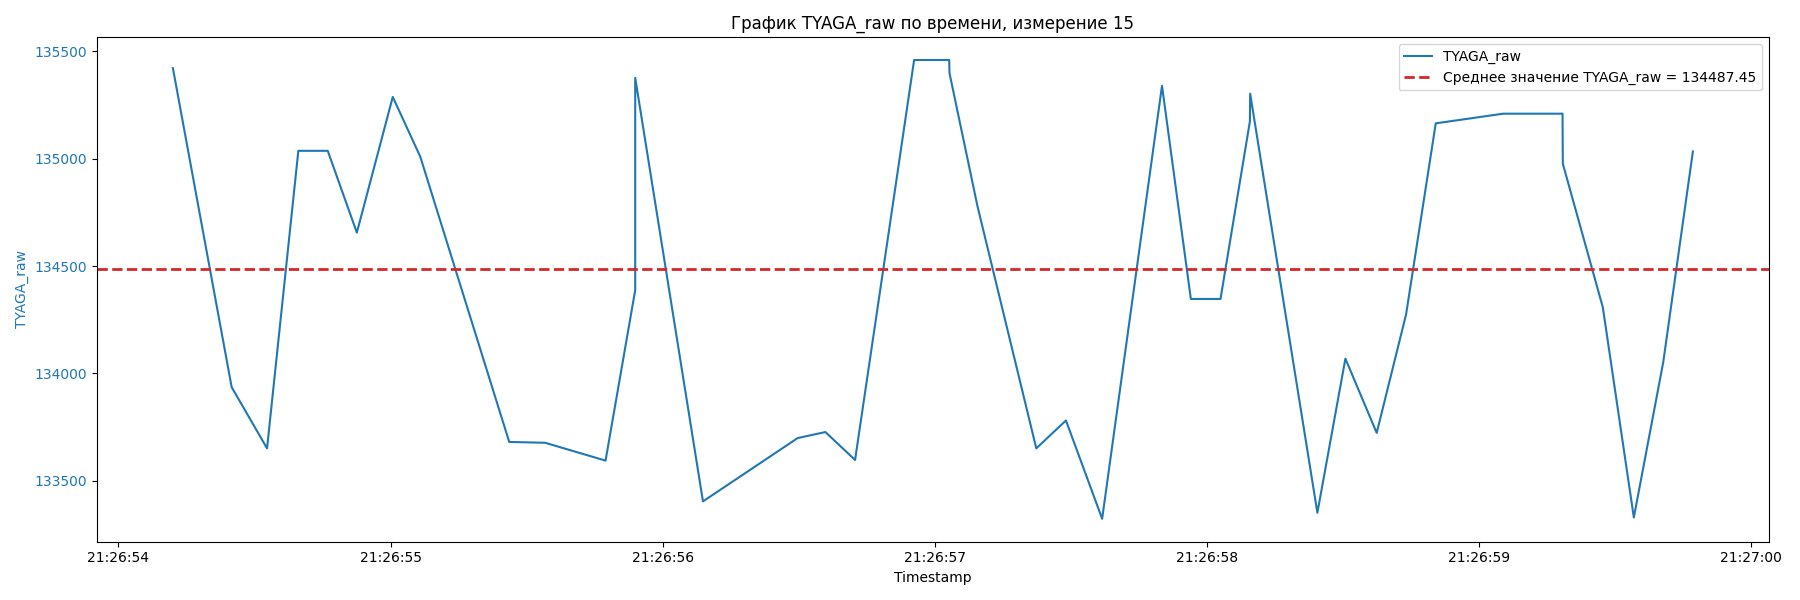 График TYAGA_raw по времени, измерение 15
TYAGA_raw
Среднее значение TYAGA_raw = 134487.45
135500
135000
134500
134000
133500
TYAGA_raw
21:26:54 21:26:55 21:26:56 21:26:57 21:26:58 21:26:59 21:27:00
Timestamp